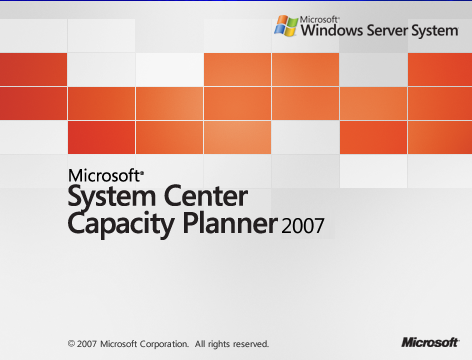 Microsoft®
Windows Server System
Microsoft®
System Center
Capacity Planner 2007
© 2007 Microsoft Corporation. All rights reserved.
Microsoft